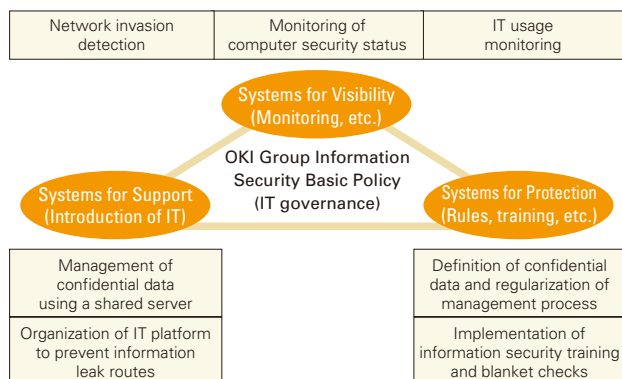 Network invasion
detection
Monitoring of
computer security status
IT usage
monitoring
Systems for Visibility
(Monitoring, etc.)
OKI Group Information
Security Basic Policy
(IT governance)
Systems for Support
(Introduction of IT)
Systems for Protection
(Rules, training, etc.)
Management of
confidential data
using a shared server
Organization of IT platform
to prevent information
leak routes
Definition of confidential
data and regularization of
management process
Implementation of
information security training
and blanket checks